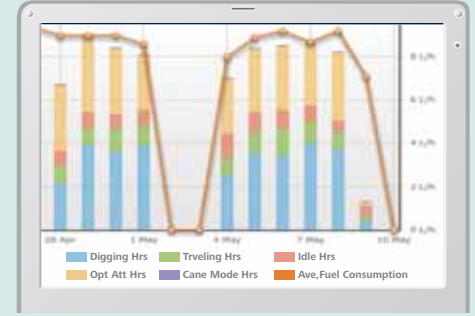 8 L/h
6 L/h
4 L/h
2 L/h
0 L/h
28 Apr 1 May 4 May 7 May 10 May
Digging Hrs Trveling Hrs Idle Hrs
Opt Att Hrs Cane Mode Hrs Ave,Fuel Consumption